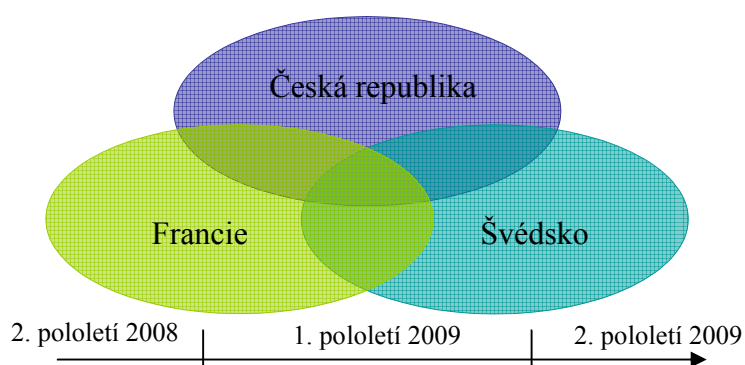 Česká republika
Francie
Švédsko
2. pololetí 2008
1. pololetí 2009
2. pololetí 2009